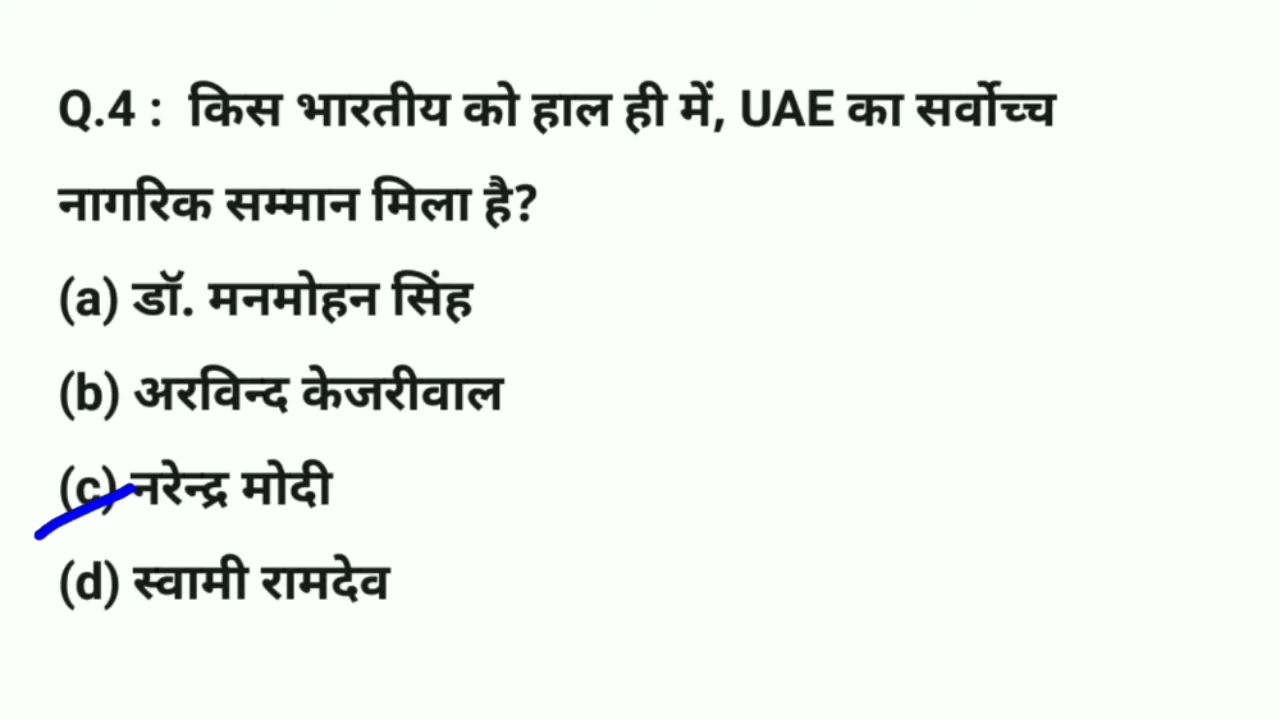 Q.4 : किस भारतीय को हाल ही में, UAE का सर्वोच्च
नागरिक सम्मान मिला है?
(a) डॉ. मनमोहन सिंह
(b) अरविन्द केजरीवाल
(c) नरेन्द्र मोदी
(d) स्वामी रामदेव